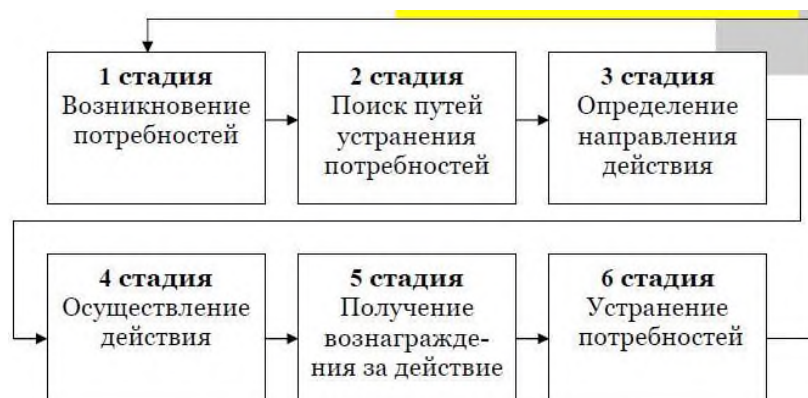 1 стадия
Возникновение
потребностей
2 стадия
Поиск путей
устранения
потребностей
3 стадия
Определение
направления
действия
4 стадия
Осуществление
действия
5 стадия
Получение
вознагражде-
ния за действие
6 стадия
Устранение
потребностей